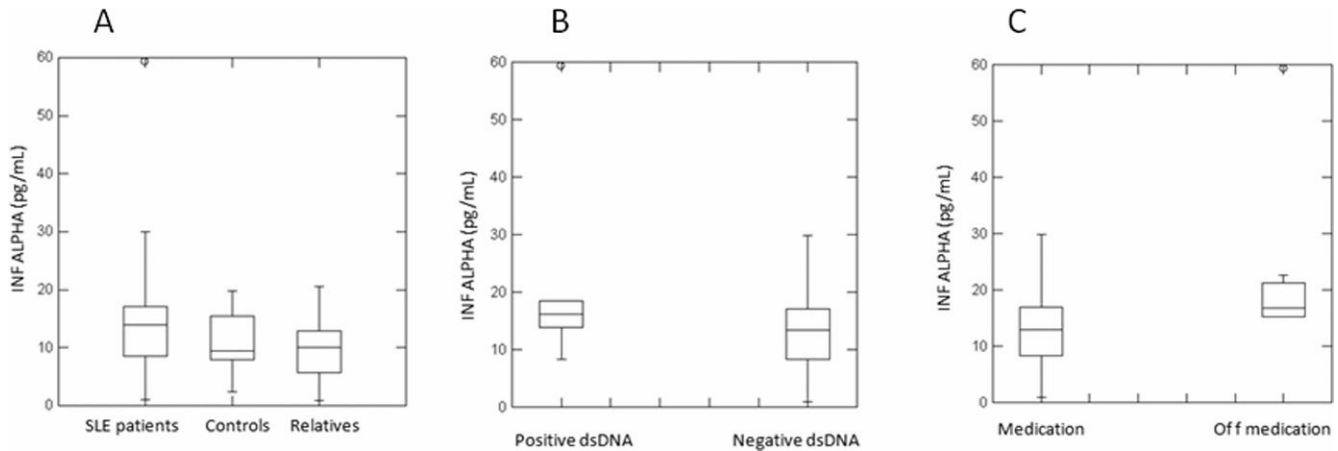 A
B
C
INF ALPHA (pg/mL)
60
50
40
30
20
10
0
SLE patients Controls Relatives
INF ALPHA (pg/mL)
60
50
40
30
20
10
0
Positive dsDNA Negative dsDNA
INF ALPHA (pg/mL)
60
50
40
30
20
10
0
Medication Off medication